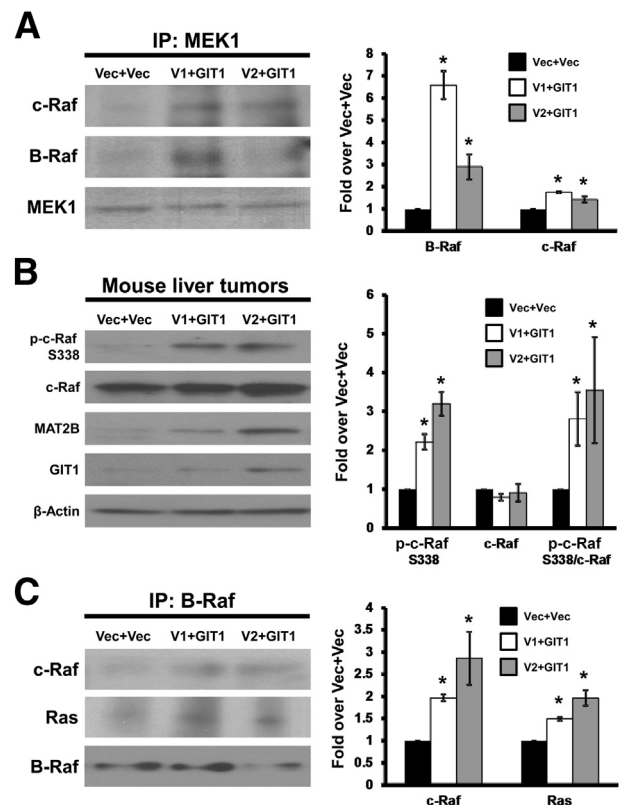 A
IP: MEK1
Vec+Vec V1+GIT1 V2+GIT1
c-Raf
B-Raf
MEK1
Fold over Vec+Vec
8
7
6
5
4
3
2
1
0
* * * *
Vec+Vec
V1+GIT1
V2+GIT1
B-Raf c-Raf
B
Mouse liver tumors
Vec+Vec V1+GIT1 V2+GIT1
p-c-Raf
S338
c-Raf
MAT2B
GIT1
β-Actin
Fold over Vec+Vec
6
5
4
3
2
1
0
* * * *
Vec+Vec
V1+GIT1
V2+GIT1
p-c-Raf c-Raf p-c-Raf
S338 S338/c-Raf
C
IP: B-Raf
Vec+Vec V1+GIT1 V2+GIT1
c-Raf
Ras
B-Raf
Fold over Vec+Vec
4
3.5
3
2.5
2
1.5
1
0.5
0
* * * *
Vec+Vec
V1+GIT1
V2+GIT1
c-Raf Ras